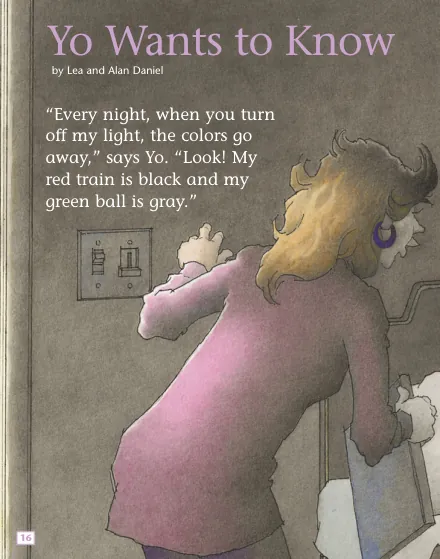 Yo Wants to Know
by Lea and Alan Daniel
“Every night, when you turn
off my light, the colors go
away,” says Yo. “Look! My
red train is black and my
green ball is gray.”
16